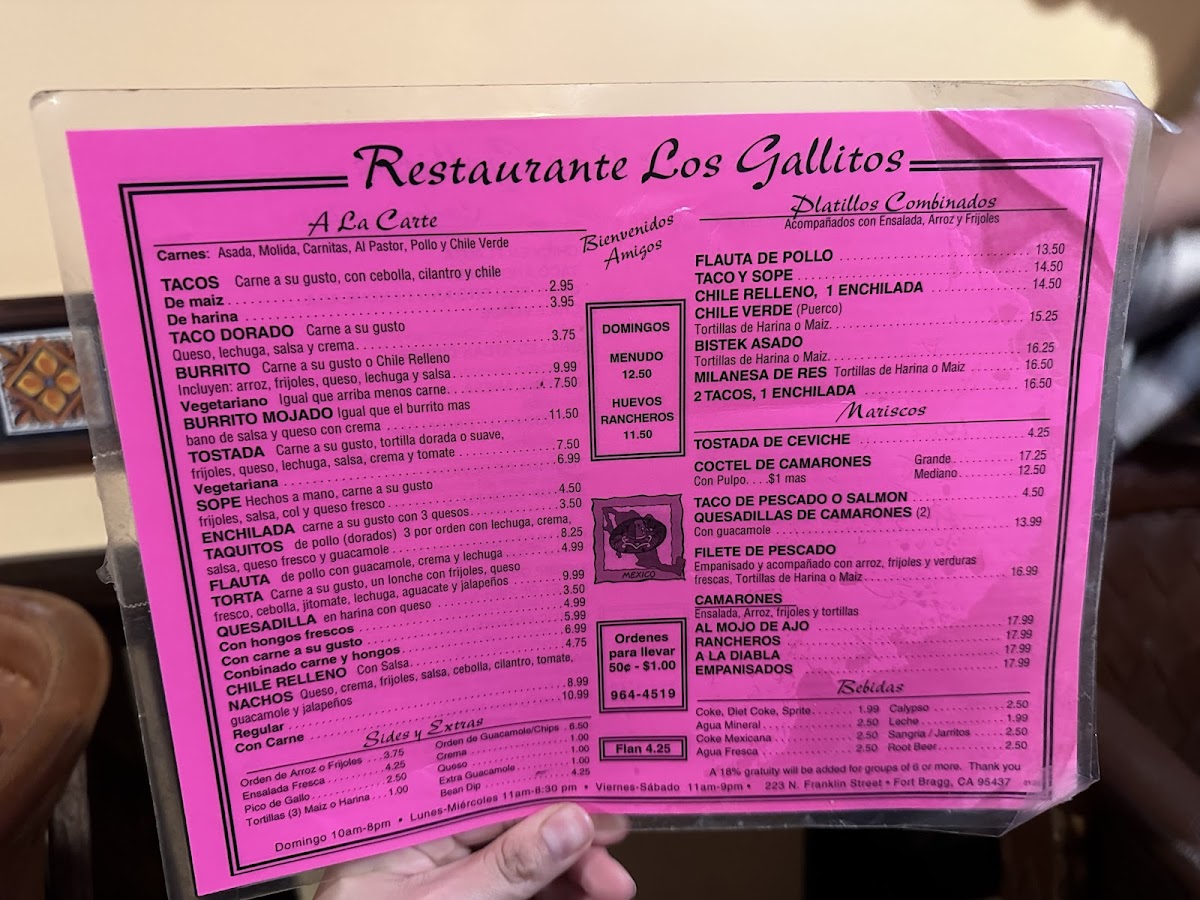 Restaurante Los Gallitos
A La Carte
Carnes: Asada, Molida, Carnitas, Al Pastor, Pollo y Chile Verde
TACOS Carne a su gusto, con cebolla, cilantro y chile
De maiz 2.95
De harina 3.95
TACO DORADO Carne a su gusto
Queso, lechuga, salsa y crema 3.75
BURRITO Carne a su gusto o Chile Relleno
Incluyen: arroz, frijoles, queso, lechuga y salsa 9.99
Vegetariano Igual que arriba menos carne 7.50
BURRITO MOJADO Igual que el burrito mas
bano de salsa y queso con crema 11.50
TOSTADA Carne a su gusto, tortilla dorada o suave,
frijoles, queso, lechuga, salsa, crema y tomate 7.50
Vegetariana 6.99
SOPE Hechos a mano, carne a su gusto
frijoles, salsa, col y queso fresco 4.50
ENCHILADA carne a su gusto con 3 quesos 3.50
TAQUITOS de pollo (dorados) 3 por orden con lechuga, crema,
salsa, queso fresco y guacamole 8.25
FLAUTA de pollo con guacamole, crema y lechuga 4.99
TORTA Carne a su gusto, un lonche con frijoles, queso
fresco, cebolla, jitomate, lechuga, aguacate y jalapeños 9.99
QUESADILLA en harina con queso 3.50
Con hongos frescos 4.99
Con carne a su gusto 5.99
Conbinado carne y hongos 6.99
CHILE RELLENO Con Salsa 4.75
NACHOS Queso, crema, frijoles, salsa, cebolla, cilantro, tomate,
guacamole y jalapeños
Regular 8.99
Con Carne 10.99
Sides y Extras
Orden de Arroz o Frijoles 3.75
Ensalada Fresca 4.25
Pico de Gallo 2.50
Tortillas (3) Maiz o Harina 1.00
Orden de Guacamole/Chips 6.50
Crema 1.00
Queso 1.00
Extra Guacamole 1.00
Bean Dip 4.25
Bienvenidos
Amigos
DOMINGOS
MENUDO
12.50
HUEVOS
RANCHEROS
11.50
MEXICO
Ordenes
para llevar
50¢ - $1.00
964-4519
Flan 4.25
Platillos Combinados
Acompañados con Ensalada, Arroz y Frijoles
FLAUTA DE POLLO 13.50
TACO Y SOPE 14.50
CHILE RELLENO, 1 ENCHILADA 14.50
CHILE VERDE (Puerco)
Tortillas de Harina o Maiz. 15.25
BISTEK ASADO
Tortillas de Harina o Maiz. 16.25
MILANESA DE RES Tortillas de Harina o Maiz 16.50
2 TACOS, 1 ENCHILADA 16.50
Mariscos
TOSTADA DE CEVICHE 4.25
COCTEL DE CAMARONES Grande 17.25
Con Pulpo. . . .$1 mas Mediano 12.50
TACO DE PESCADO O SALMON 4.50
QUESADILLAS DE CAMARONES (2)
Con guacamole 13.99
FILETE DE PESCADO
Empanisado y acompañado con arroz, frijoles y verduras
frescas, Tortillas de Harina o Maiz 16.99
CAMARONES
Ensalada, Arroz, frijoles y tortillas
AL MOJO DE AJO 17.99
RANCHEROS 17.99
A LA DIABLA 17.99
EMPANISADOS 17.99
Bebidas
Coke, Diet Coke, Sprite 1.99
Agua Mineral 2.50
Coke Mexicana 2.50
Agua Fresca 2.50
Calypso 2.50
Leche 1.99
Sangria / Jarritos 2.50
Root Beer 2.50
A 18% gratuity will be added for groups of 6 or more. Thank you
Domingo 10am-8pm • Lunes-Miércoles 11am-8:30 pm • Viernes-Sábado 11am-9pm • 223 N. Franklin Street • Fort Bragg, CA 95437